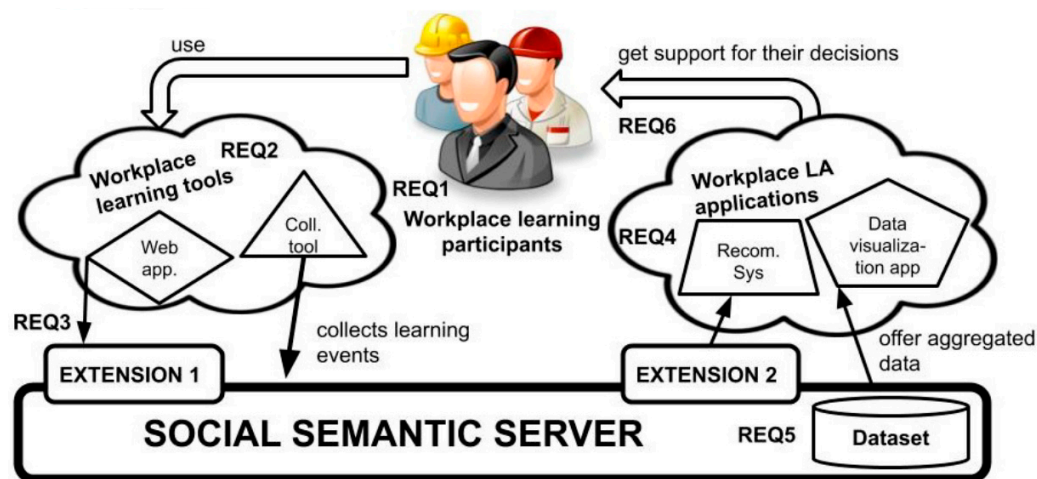 use
get support for their decisions
REQ6
REQ2
Workplace
learning tools
REQ1
Workplace learning
participants
Coll.
tool
Web
app.
Workplace LA
applications
REQ4
Recom.
Sys
Data
visualiza-
tion app
REQ3
collects learning
events
offer aggregated
data
EXTENSION 1
EXTENSION 2
SOCIAL SEMANTIC SERVER
REQ5
Dataset